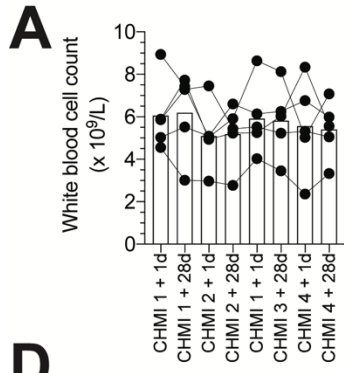 A
White blood cell count
(x 10⁹/L)
10
8
6
4
2
0
CHMI 1 + 1d
CHMI 1 + 28d
CHMI 2 + 1d
CHMI 2 + 28d
CHMI 1 + 1d
CHMI 3 + 28d
CHMI 4 + 1d
CHMI 4 + 28d
D